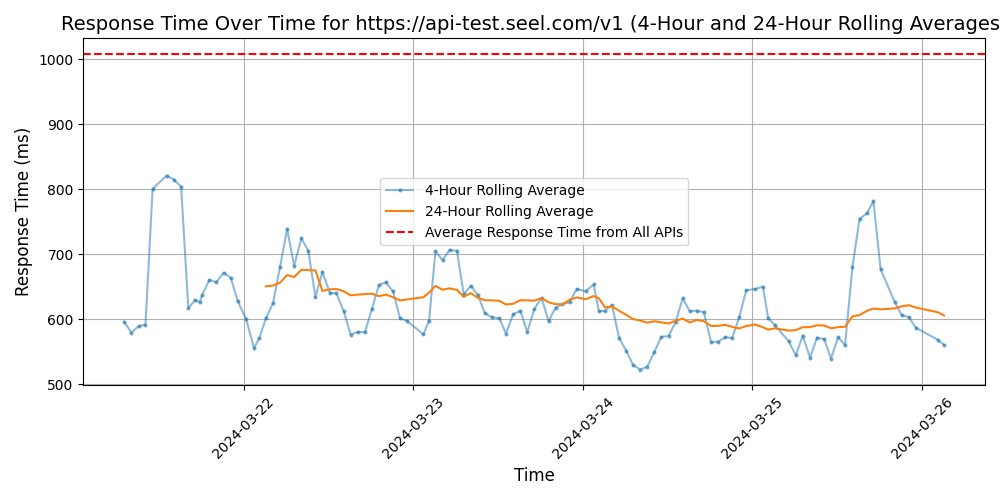 Response Time Over Time for https://api-test.seel.com/v1 (4-Hour and 24-Hour Rolling Averages
Response Time (ms)
1000
900
800
700
600
500
4-Hour Rolling Average
24-Hour Rolling Average
Average Response Time from All APIs
2024-03-22
2024-03-23
2024-03-24
2024-03-25
2024-03-26
Time